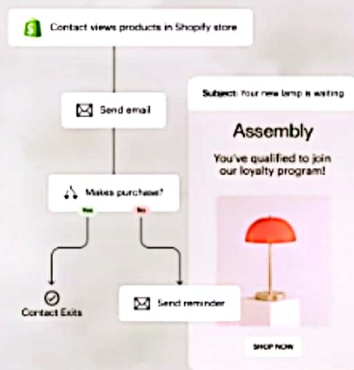 Contact views products in Shopify store
Send email
Makes purchase?
Yes
No
Contact Exits
Send reminder
Subject: Your new lamp is waiting
Assembly
You've qualified to join
our loyalty program!
SHOP NOW